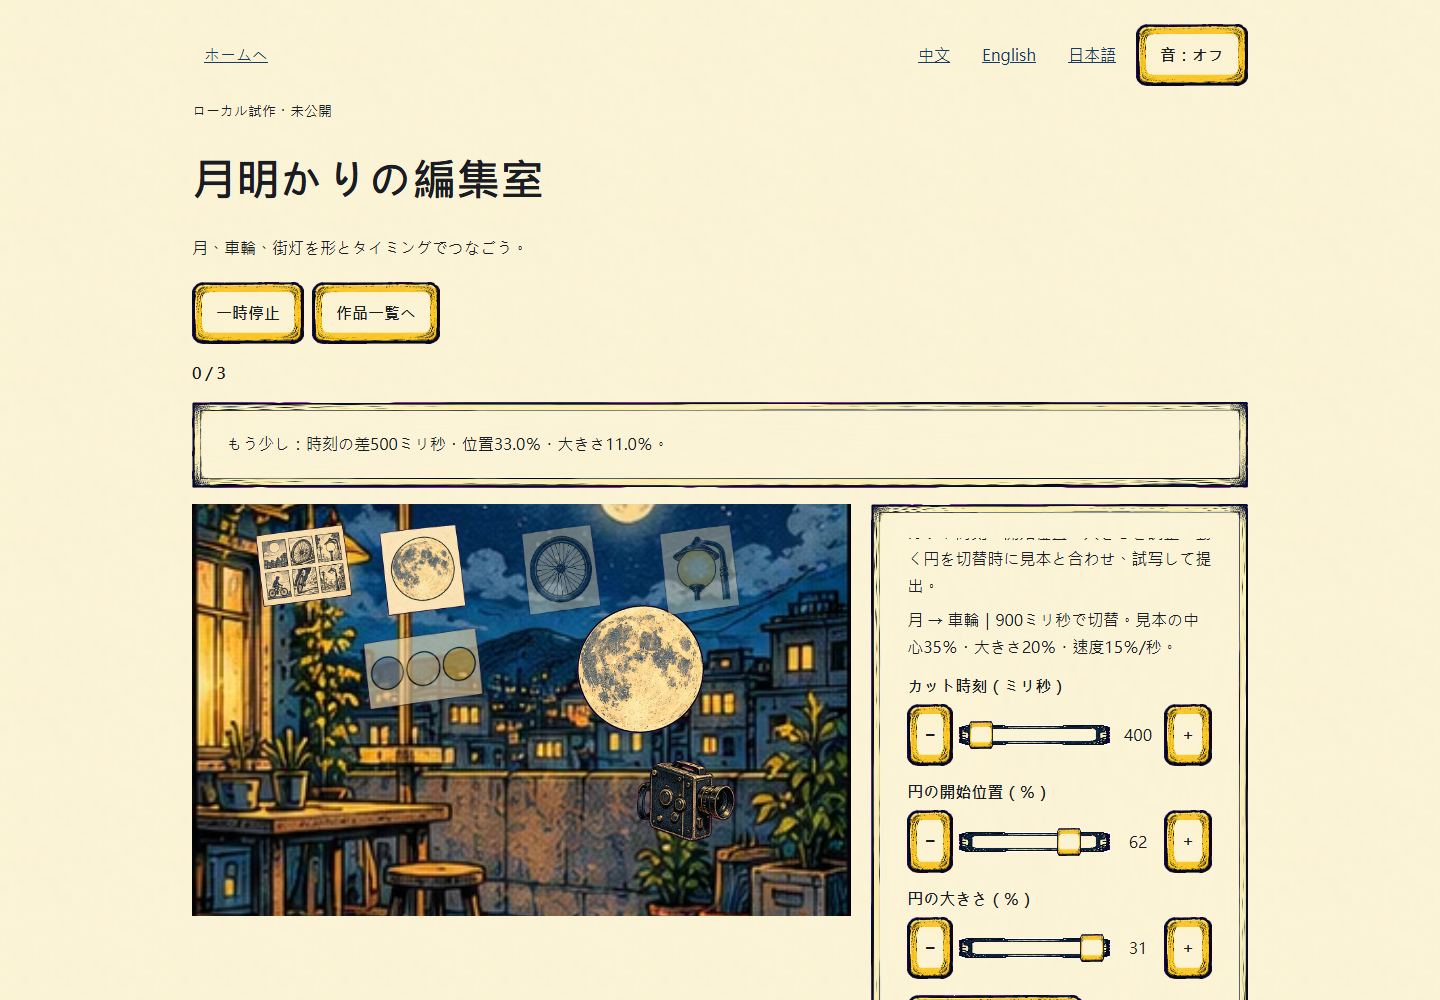 ホームへ
中文 English 日本語 音：オフ
ローカル試作・未公開
月明かりの編集室
月、車輪、街灯を形とタイミングでつなごう。
一時停止 作品一覧へ
0 / 3
もう少し：時刻の差500ミリ秒・位置33.0%・大きさ11.0%。
く円を切替時に見本と合わせ、試写して提
出。
月 → 車輪 | 900ミリ秒で切替。見本の中
心35%・大きさ20%・速度15%/秒。
カット時刻（ミリ秒）
− 400 +
円の開始位置（%）
− 62 +
円の大きさ（%）
− 31 +